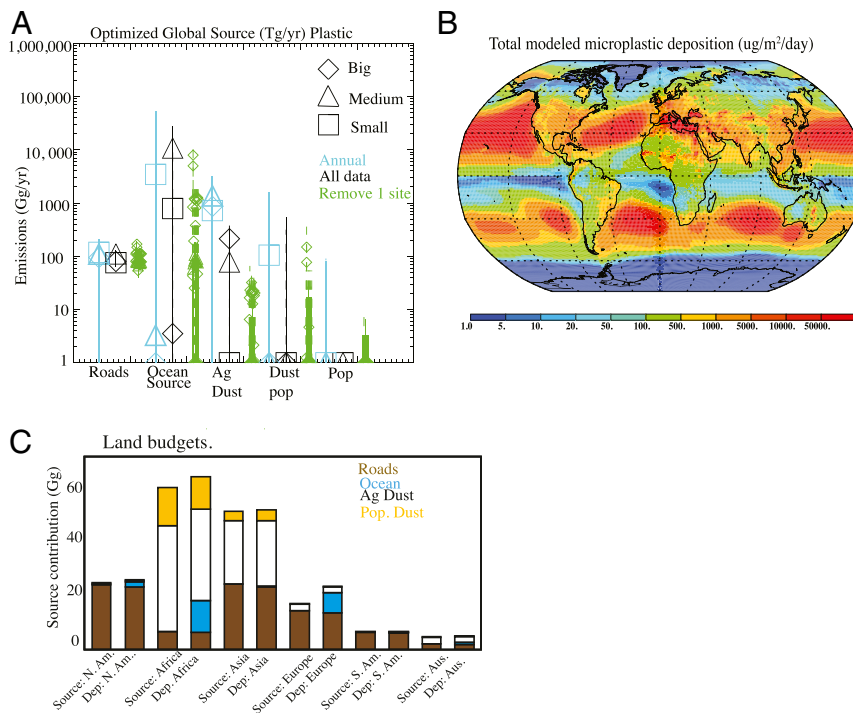 A
Optimized Global Source (Tg/yr) Plastic
1,000,000
100,000
10,000
1000
100
10
1
Emissions (Gg/yr)
Big
Medium
Small
Annual
All data
Remove 1 site
Roads
Ocean
Source
Ag
Dust
Dust
pop
Pop
B
Total modeled microplastic deposition (ug/m²/day)
1.0 5. 10. 20. 100. 500. 1000. 5000. 10000. 50000.
C
Land budgets.
Source contribution (Gg)
60
40
20
0
Roads
Ocean
Ag Dust
Pop. Dust
Source: N. Am.
Dep: N. Am..
Source: Africa
Dep: Africa
Source: Asia
Dep: Asia
Source: Europe
Dep: Europe
Source: S. Am.
Dep: S. Am.
Source: Aus.
Dep: Aus.